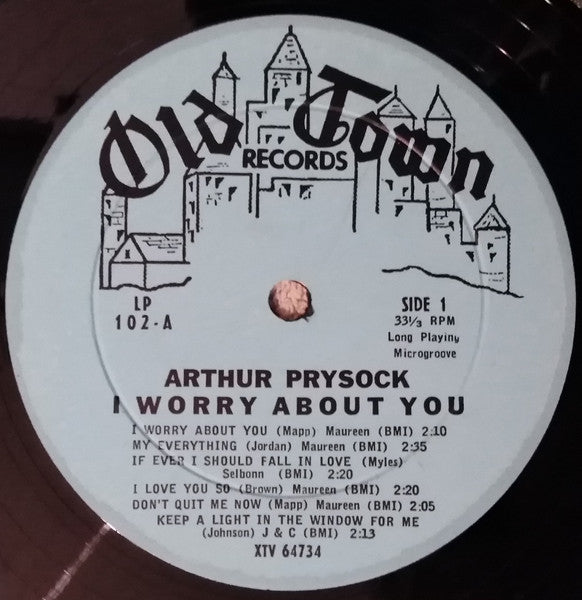 Old Town
RECORDS
LP
102-A
SIDE 1
33⅓ RPM
Long Playing
Microgroove
ARTHUR PRYSOCK
I WORRY ABOUT YOU
I WORRY ABOUT YOU (Mapp) Maureen (BMI) 2:10
MY EVERYTHING (Jordan) Maureen (BMI) 2:35
IF EVER I SHOULD FALL IN LOVE (Myles)
Selbonn (BMI) 2:20
I LOVE YOU SO (Brown) Maureen (BMI) 2:20
DON'T QUIT ME NOW (Mapp) Maureen (BMI) 2:05
KEEP A LIGHT IN THE WINDOW FOR ME
(Johnson) J & C (BMI) 2:13
XTV 64734